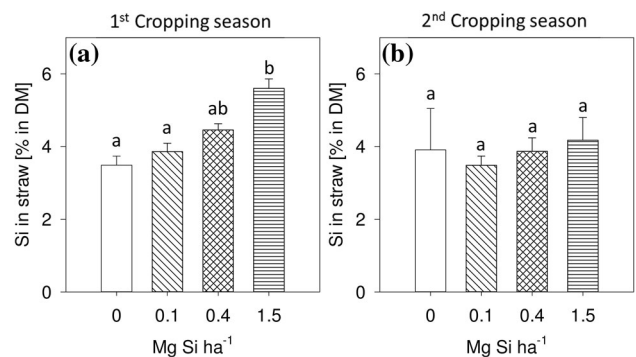 1st Cropping season
(a)
Si in straw [% in DM]
6
4
2
0
a
a
ab
b
0 0.1 0.4 1.5
Mg Si ha-1
2nd Cropping season
(b)
Si in straw [% in DM]
6
4
2
0
a
a
a
a
0 0.1 0.4 1.5
Mg Si ha-1